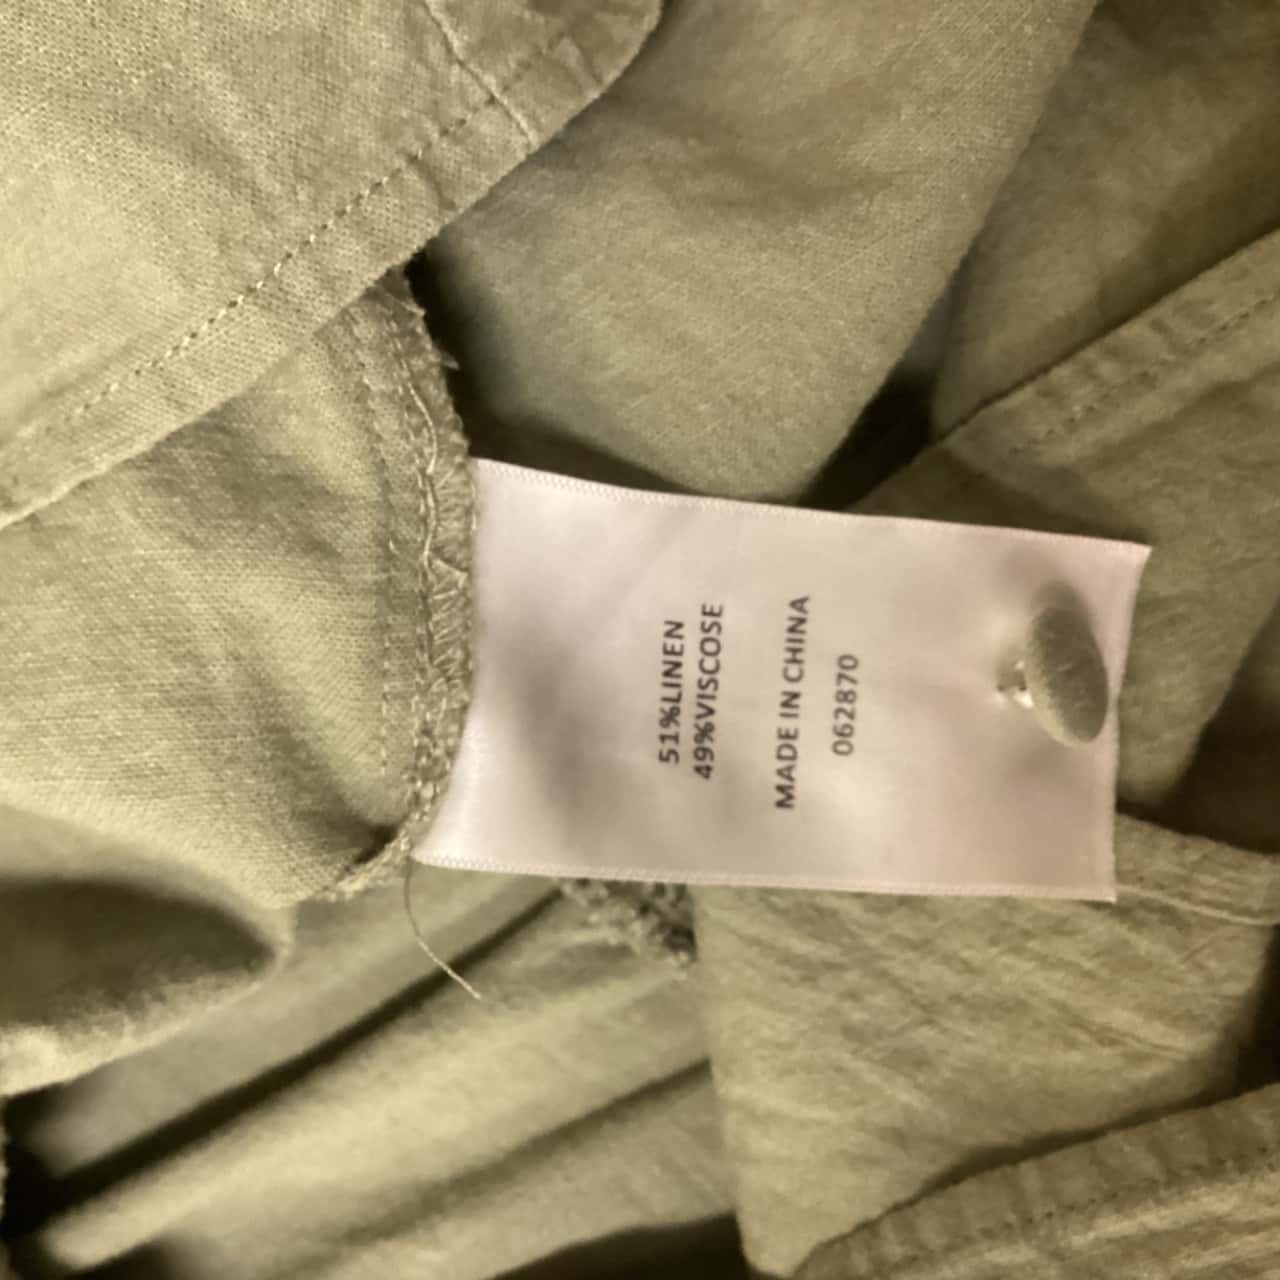 51%LINEN
49%VISCOSE
MADE IN CHINA
062870